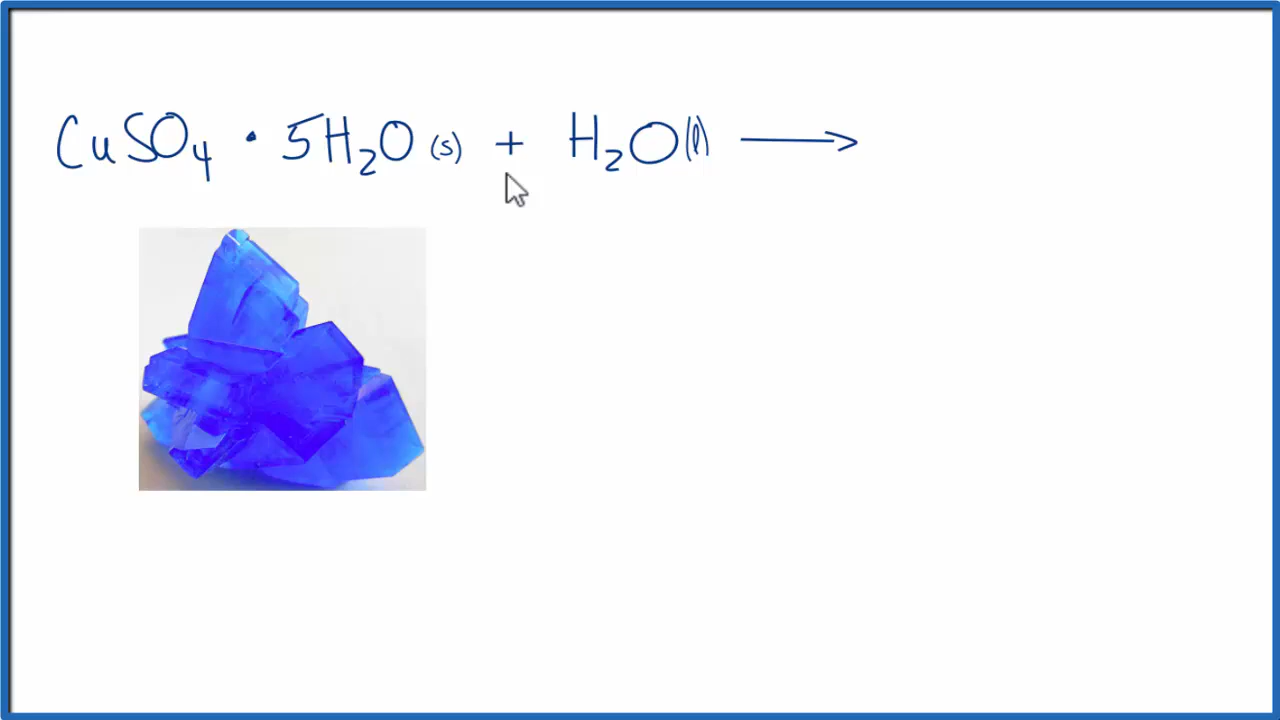 CuSO₄ · 5H₂O (s) + H₂O(l) ⟶